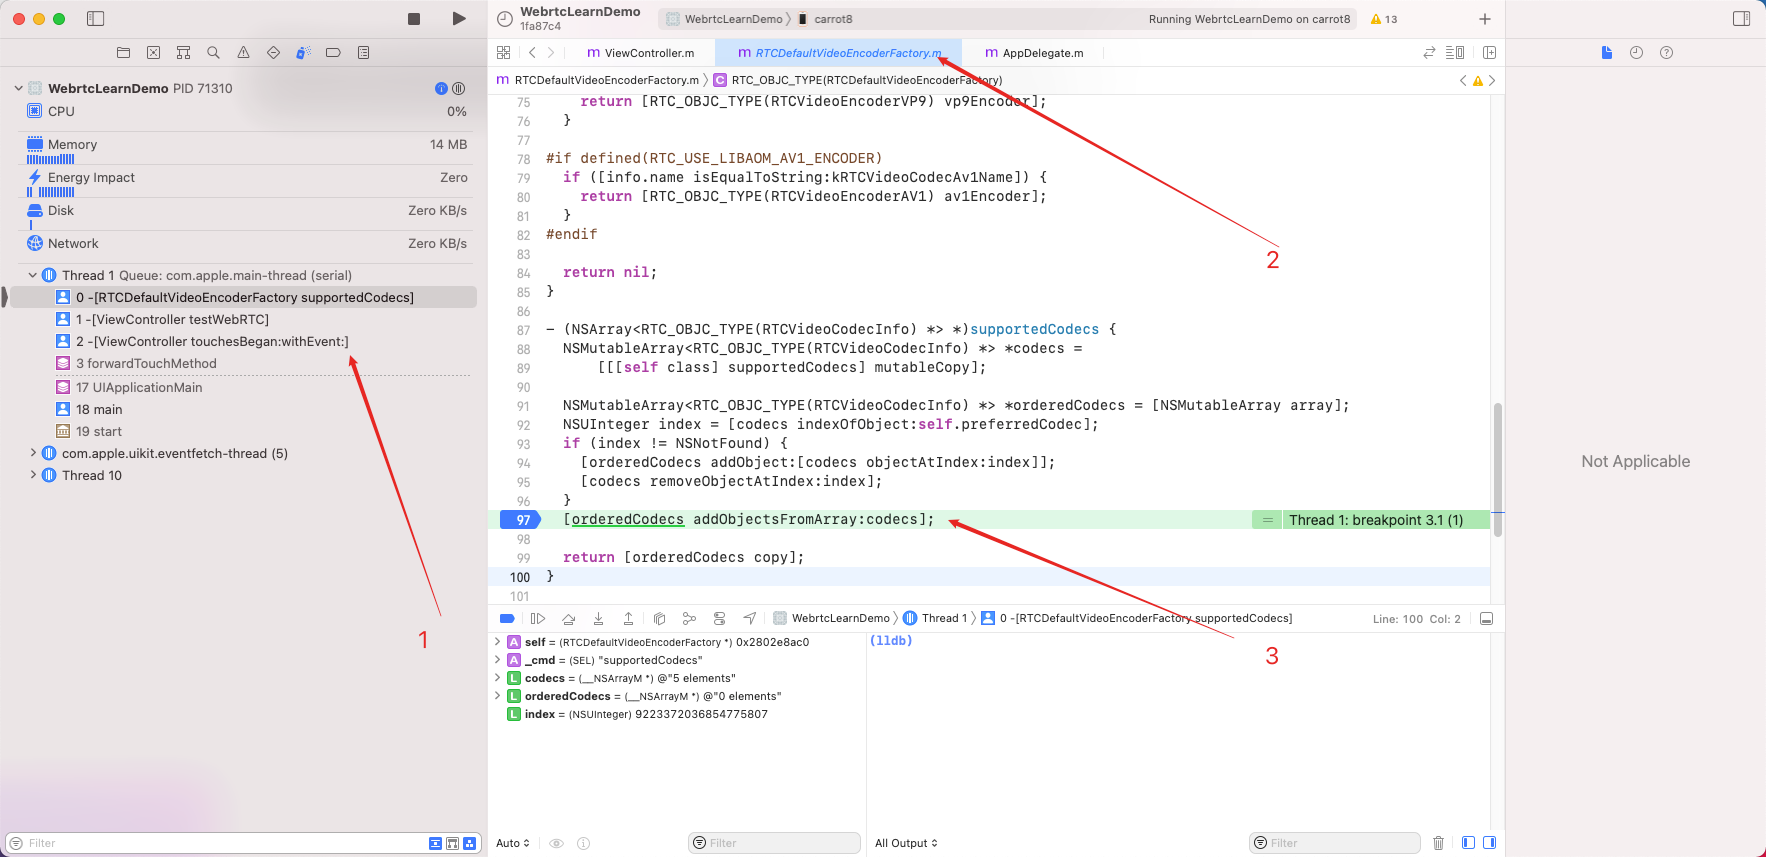 WebrtcLearnDemo
1fa87c4
WebrtcLearnDemo 〉 carrot8
Running WebrtcLearnDemo on carrot8
13
ViewController.m
RTCDefaultVideoEncoderFactory.m
AppDelegate.m
RTCDefaultVideoEncoderFactory.m 〉 C RTC_OBJC_TYPE(RTCDefaultVideoEncoderFactory)
WebrtcLearnDemo PID 71310
CPU 0%
Memory 14 MB
Energy Impact Zero
Disk Zero KB/s
Network Zero KB/s
Thread 1 Queue: com.apple.main-thread (serial)
0 -[RTCDefaultVideoEncoderFactory supportedCodecs]
1 -[ViewController testWebRTC]
2 -[ViewController touchesBegan:withEvent:]
3 forwardTouchMethod
17 UIApplicationMain
18 main
19 start
com.apple.uikit.eventfetch-thread (5)
Thread 10
1
Filter
75 return [RTC_OBJC_TYPE(RTCVideoEncoderVP9) vp9Encoder];
76 }
77
78 #if defined(RTC_USE_LIBAOM_AV1_ENCODER)
79 if ([info.name isEqualToString:kRTCVideoCodecAv1Name]) {
80 return [RTC_OBJC_TYPE(RTCVideoEncoderAV1) av1Encoder];
81 }
82 #endif
83
84 return nil;
85 }
86
87 - (NSArray<RTC_OBJC_TYPE(RTCVideoCodecInfo) *> *)supportedCodecs {
88 NSMutableArray<RTC_OBJC_TYPE(RTCVideoCodecInfo) *> *codecs =
89 [[[self class] supportedCodecs] mutableCopy];
90
91 NSMutableArray<RTC_OBJC_TYPE(RTCVideoCodecInfo) *> *orderedCodecs = [NSMutableArray array];
92 NSUInteger index = [codecs indexOfObject:self.preferredCodec];
93 if (index != NSNotFound) {
94 [orderedCodecs addObject:[codecs objectAtIndex:index]];
95 [codecs removeObjectAtIndex:index];
96 }
97 [orderedCodecs addObjectsFromArray:codecs];
Thread 1: breakpoint 3.1 (1)
98
99 return [orderedCodecs copy];
100 }
101
2
WebrtcLearnDemo 〉 Thread 1 〉 0 -[RTCDefaultVideoEncoderFactory supportedCodecs]
Line: 100 Col: 2
A self = (RTCDefaultVideoEncoderFactory *) 0x2802e8ac0
A _cmd = (SEL) "supportedCodecs"
L codecs = (__NSArrayM *) @"5 elements"
L orderedCodecs = (__NSArrayM *) @"0 elements"
L index = (NSUInteger) 9223372036854775807
(lldb)
3
Auto
Filter
All Output
Filter
Not Applicable